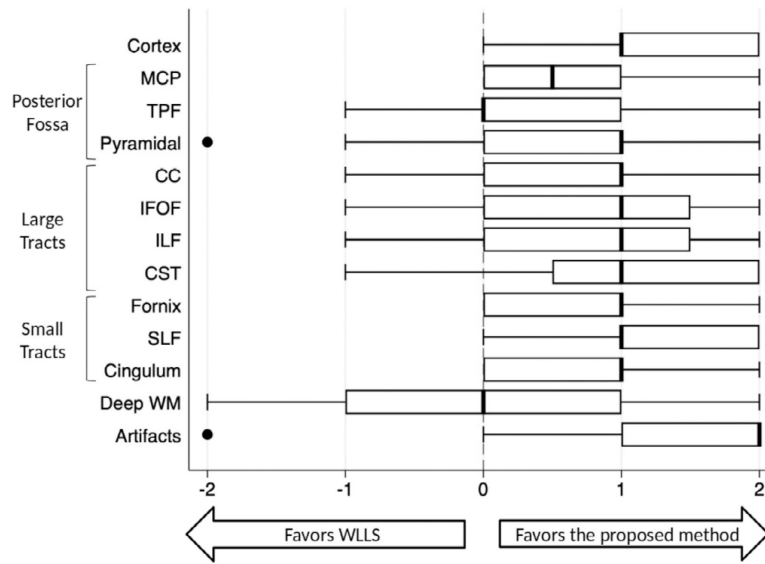 Cortex
Posterior
Fossa
MCP
TPF
Pyramidal
Large
Tracts
CC
IFOF
ILF
CST
Small
Tracts
Fornix
SLF
Cingulum
Deep WM
Artifacts
-2 -1 0 1 2
Favors WLLS Favors the proposed method